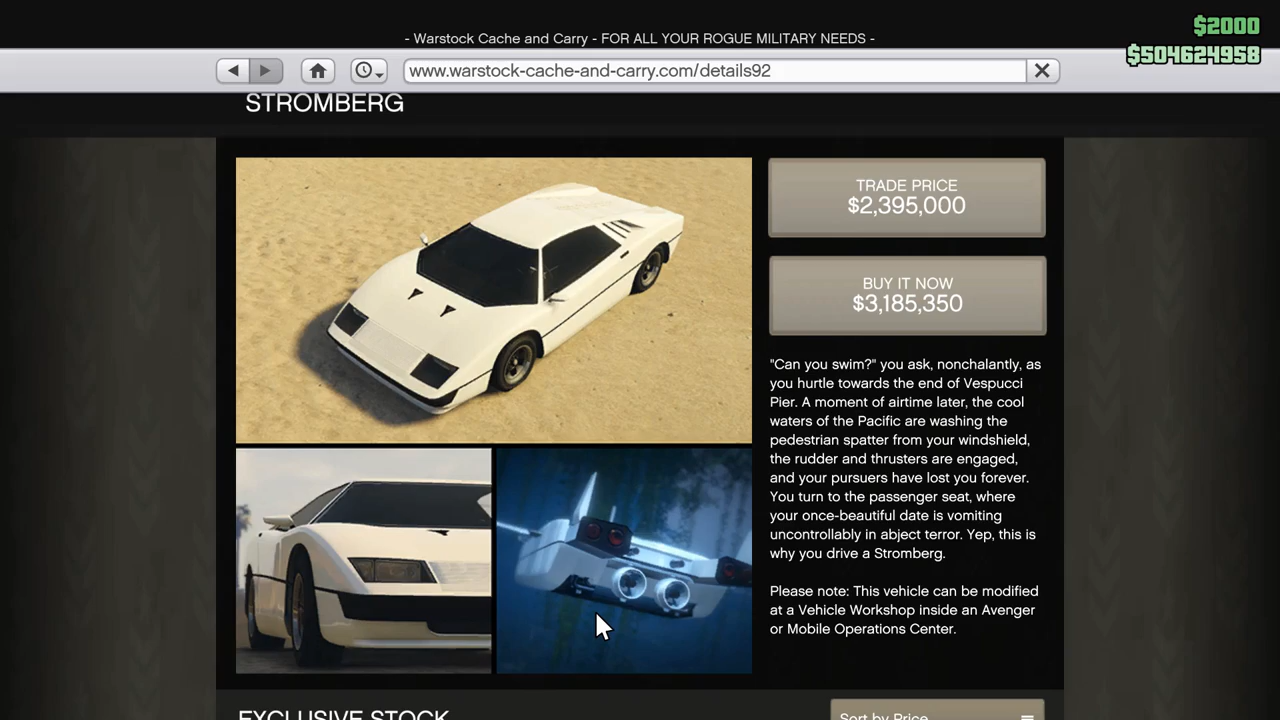 $2000
- Warstock Cache and Carry - FOR ALL YOUR ROGUE MILITARY NEEDS -
$504624958
www.warstock-cache-and-carry.com/details92
STROMBERG
TRADE PRICE
$2,395,000
BUY IT NOW
$3,185,350
"Can you swim?" you ask, nonchalantly, as
you hurtle towards the end of Vespucci
Pier. A moment of airtime later, the cool
waters of the Pacific are washing the
pedestrian spatter from your windshield,
the rudder and thrusters are engaged,
and your pursuers have lost you forever.
You turn to the passenger seat, where
your once-beautiful date is vomiting
uncontrollably in abject terror. Yep, this is
why you drive a Stromberg.
Please note: This vehicle can be modified
at a Vehicle Workshop inside an Avenger
or Mobile Operations Center.
EXCLUSIVE STOCK
Sort by Price